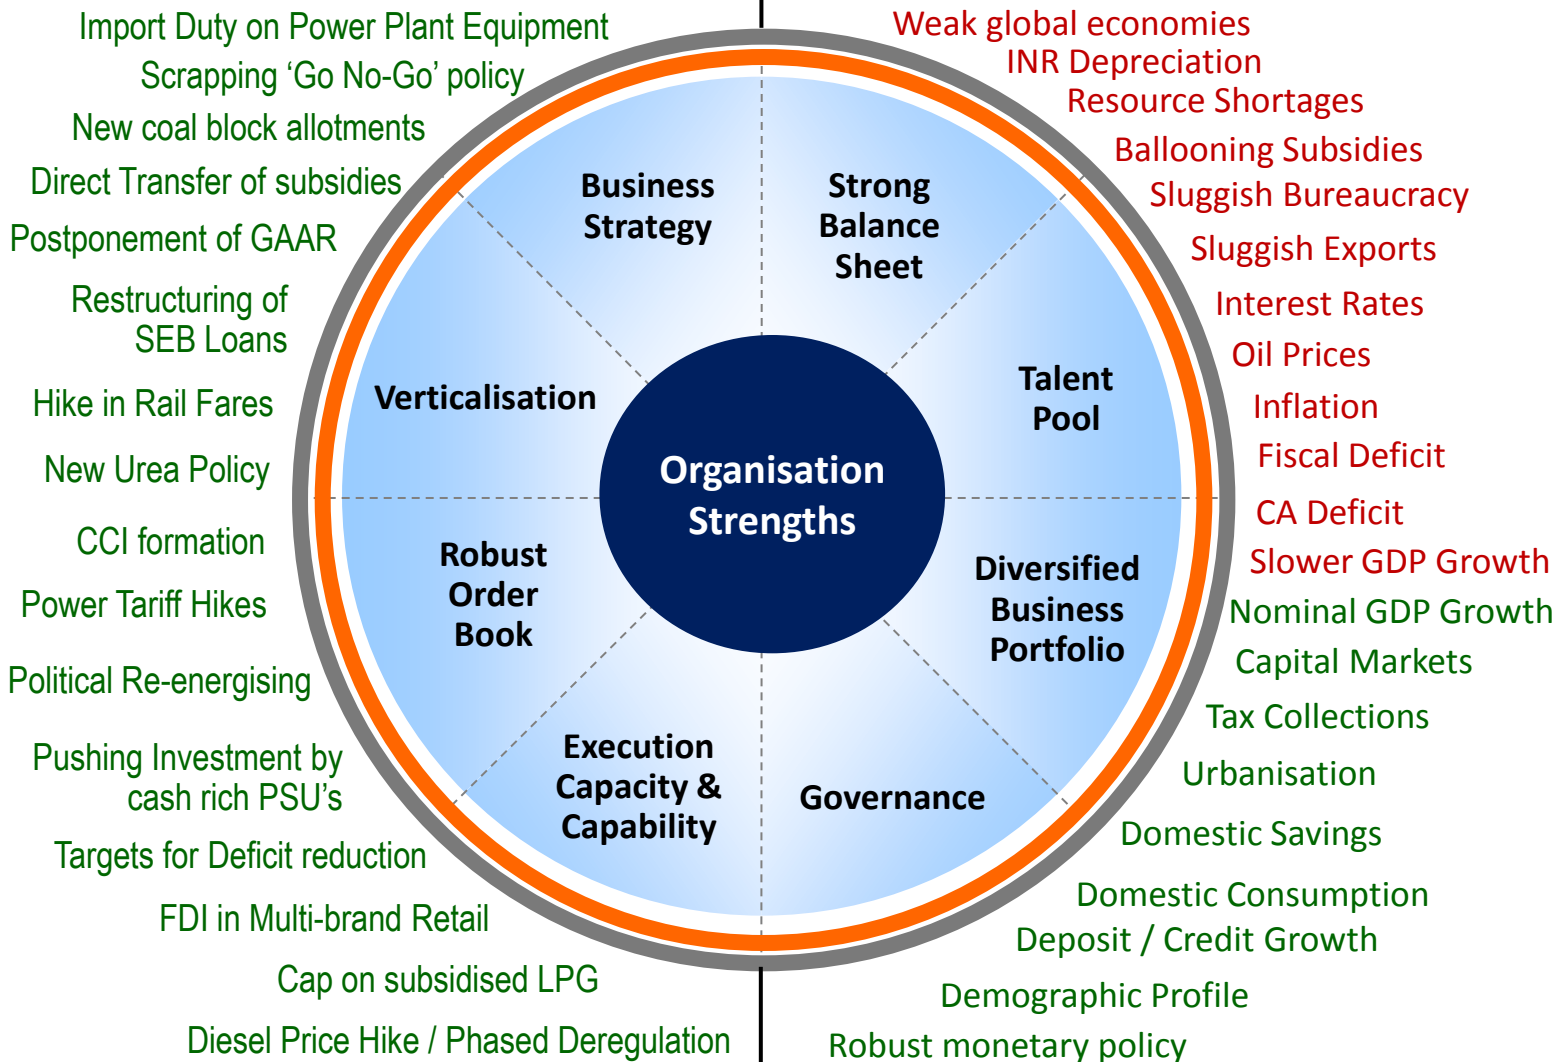 Import Duty on Power Plant Equipment
Scrapping ‘Go No-Go’ policy
New coal block allotments
Direct Transfer of subsidies
Postponement of GAAR
Restructuring of
SEB Loans
Hike in Rail Fares
New Urea Policy
CCI formation
Power Tariff Hikes
Political Re-energising
Pushing Investment by
cash rich PSU’s
Targets for Deficit reduction
FDI in Multi-brand Retail
Cap on subsidised LPG
Diesel Price Hike / Phased Deregulation
Business
Strategy
Strong
Balance
Sheet
Verticalisation
Talent
Pool
Organisation
Strengths
Robust
Order
Book
Diversified
Business
Portfolio
Execution
Capacity &
Capability
Governance
Weak global economies
INR Depreciation
Resource Shortages
Ballooning Subsidies
Sluggish Bureaucracy
Sluggish Exports
Interest Rates
Oil Prices
Inflation
Fiscal Deficit
CA Deficit
Slower GDP Growth
Nominal GDP Growth
Capital Markets
Tax Collections
Urbanisation
Domestic Savings
Domestic Consumption
Deposit / Credit Growth
Demographic Profile
Robust monetary policy